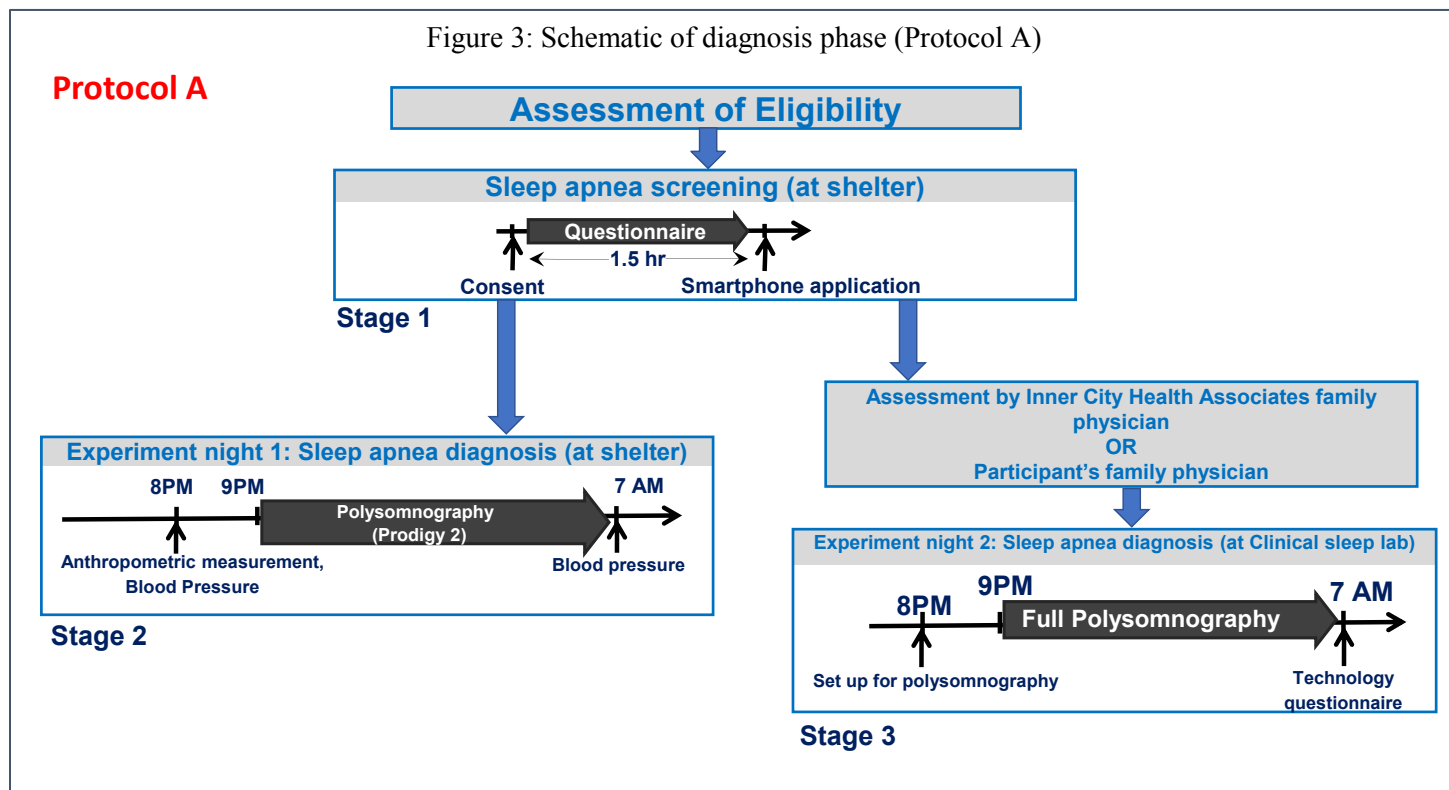 Figure 3: Schematic of diagnosis phase (Protocol A)
Protocol A
Assessment of Eligibility
Sleep apnea screening (at shelter)
Questionnaire
1.5 hr
Consent
Smartphone application
Stage 1
Experiment night 1: Sleep apnea diagnosis (at shelter)
8PM
9PM
7 AM
Polysomnography
(Prodigy 2)
Anthropometric measurement,
Blood Pressure
Blood pressure
Stage 2
Assessment by Inner City Health Associates family
physician
OR
Participant’s family physician
Experiment night 2: Sleep apnea diagnosis (at Clinical sleep lab)
8PM
9PM
7 AM
Full Polysomnography
Set up for polysomnography
Technology
questionnaire
Stage 3